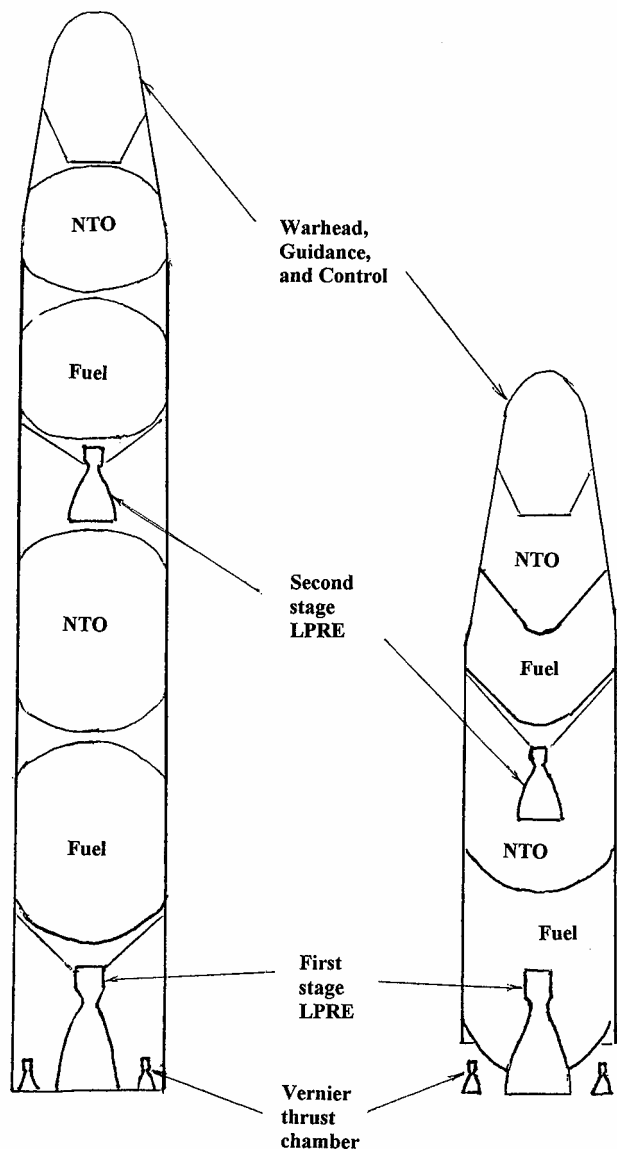 NTO
Warhead,
Guidance,
and Control
Fuel
NTO
Second
stage
LPRE
NTO
Fuel
NTO
Fuel
Fuel
First
stage
LPRE
Vernier
thrust
chamber